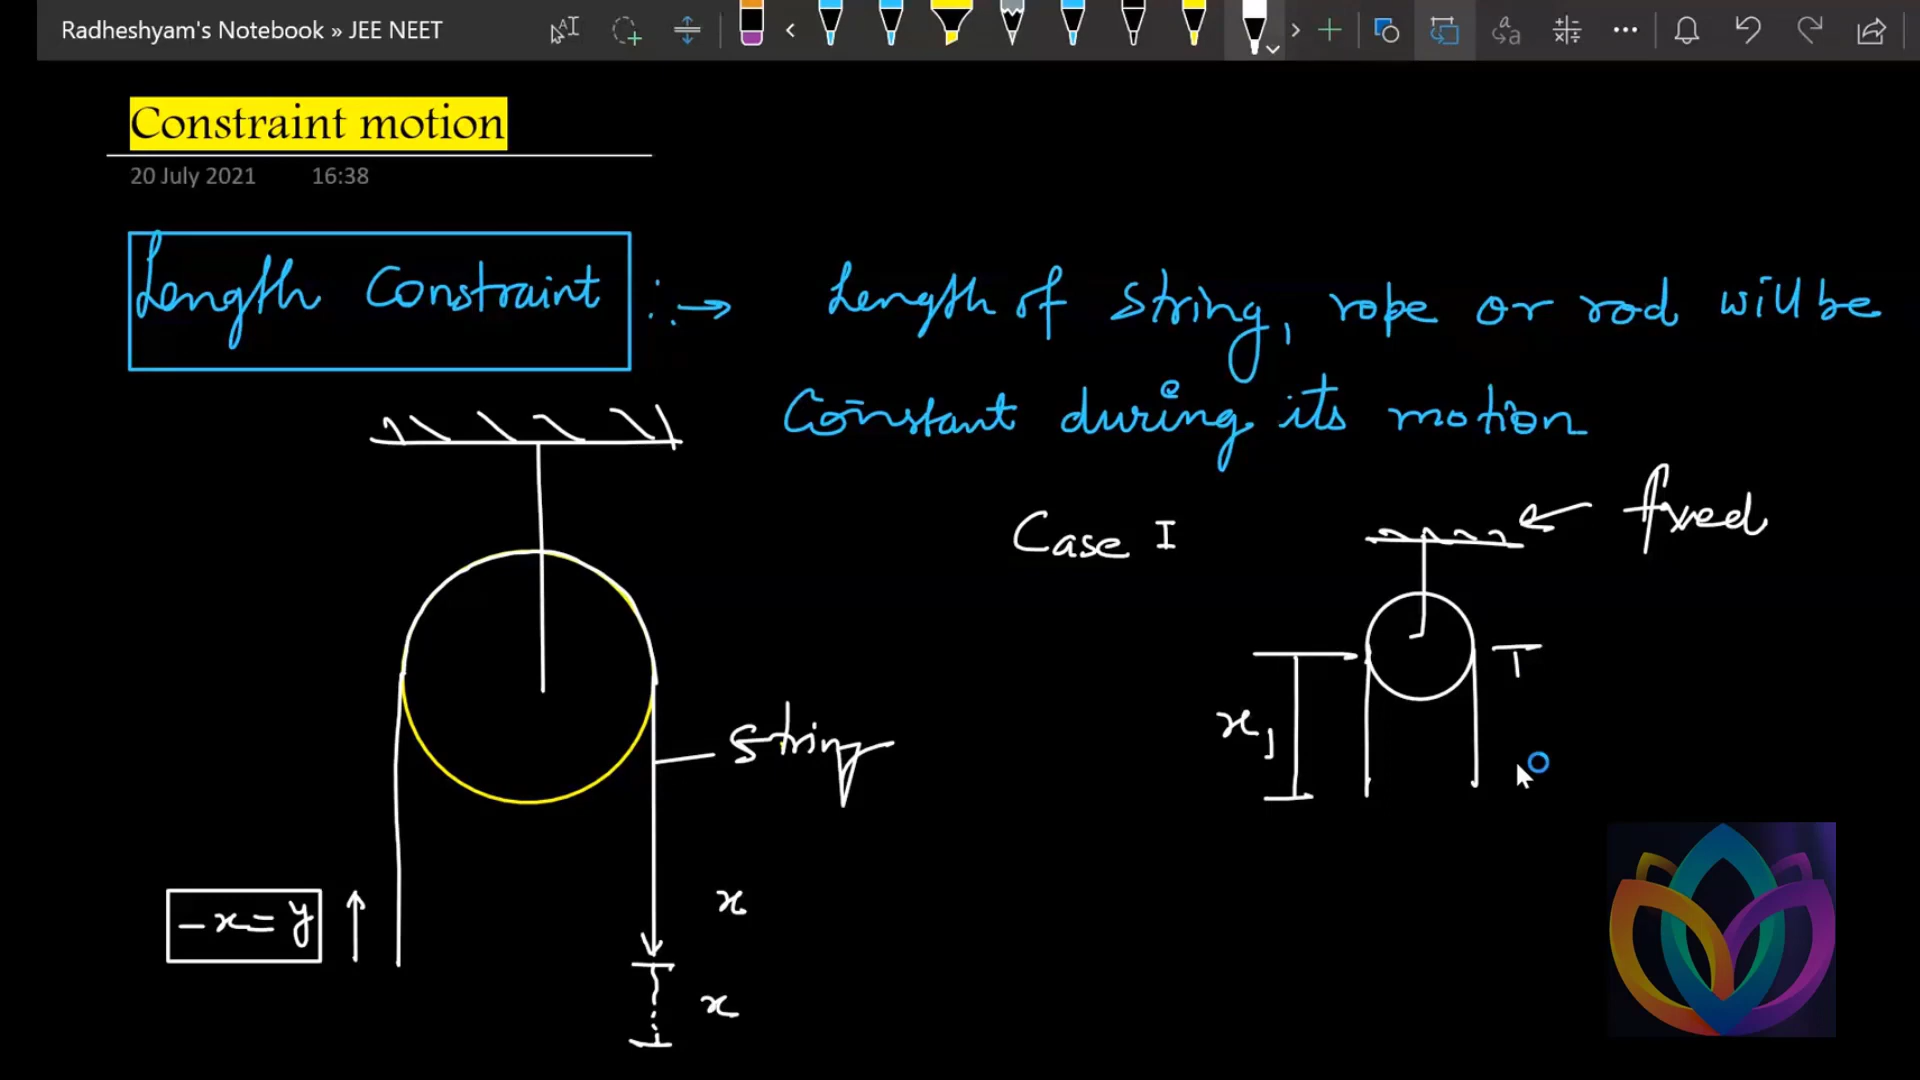 Radheshyam's Notebook » JEE NEET
Constraint motion
20 July 2021 16:38
Length Constraint :→ Length of string, rope or rod will be
Constant during its motion
Case I
fixed
x1
string
-x=y
x
x